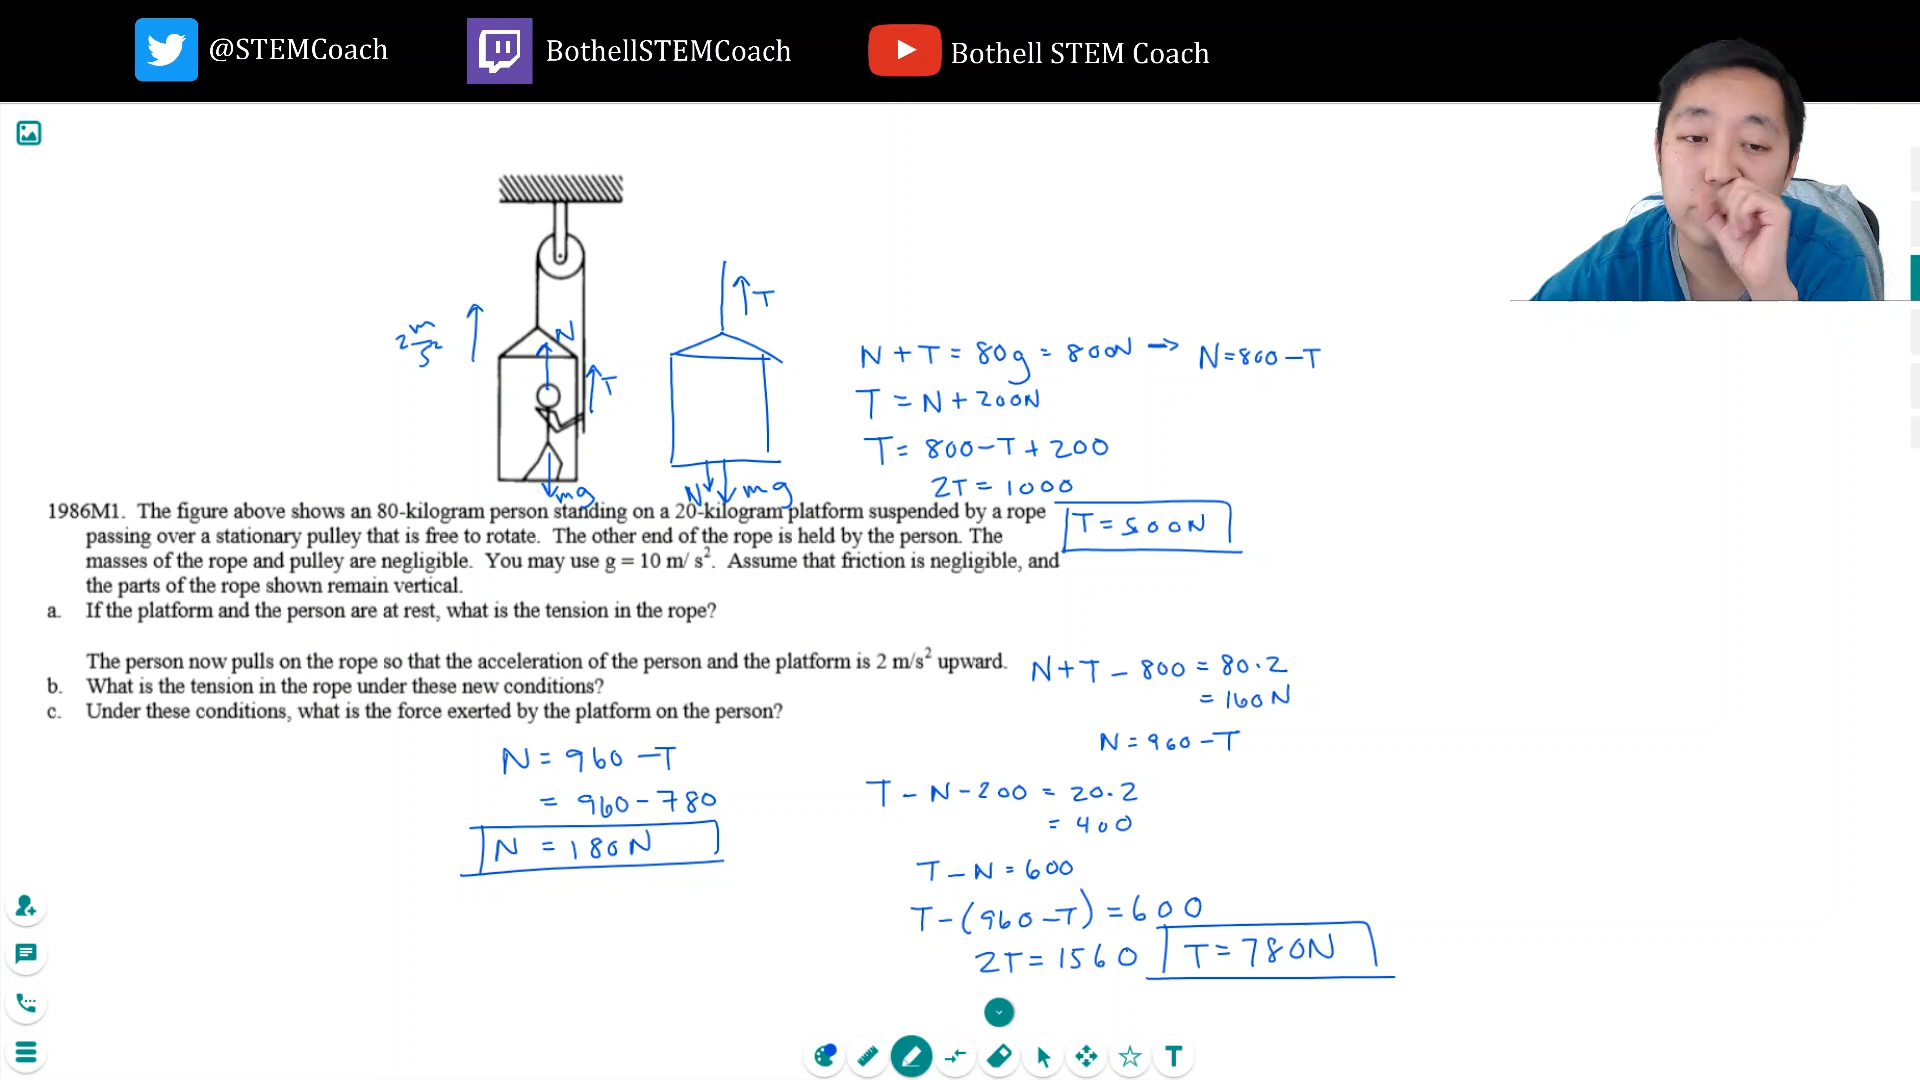 @STEMCoach
BothellSTEMCoach
Bothell STEM Coach
2 m/s²
N
T
mg
T
N
mg
N + T = 80g = 800N → N = 800 - T
T = N + 200N
T = 800 - T + 200
2T = 1000
T = 500N
1986M1. The figure above shows an 80-kilogram person standing on a 20-kilogram platform suspended by a rope
passing over a stationary pulley that is free to rotate. The other end of the rope is held by the person. The
masses of the rope and pulley are negligible. You may use g = 10 m/ s². Assume that friction is negligible, and
the parts of the rope shown remain vertical.
a. If the platform and the person are at rest, what is the tension in the rope?
The person now pulls on the rope so that the acceleration of the person and the platform is 2 m/s² upward.
b. What is the tension in the rope under these new conditions?
c. Under these conditions, what is the force exerted by the platform on the person?
N + T - 800 = 80·2
= 160N
N = 960 - T
T - N - 200 = 20·2
= 400
T - N = 600
T - (960 - T) = 600
2T = 1560
T = 780N
N = 960 - T
= 960 - 780
N = 180N
T